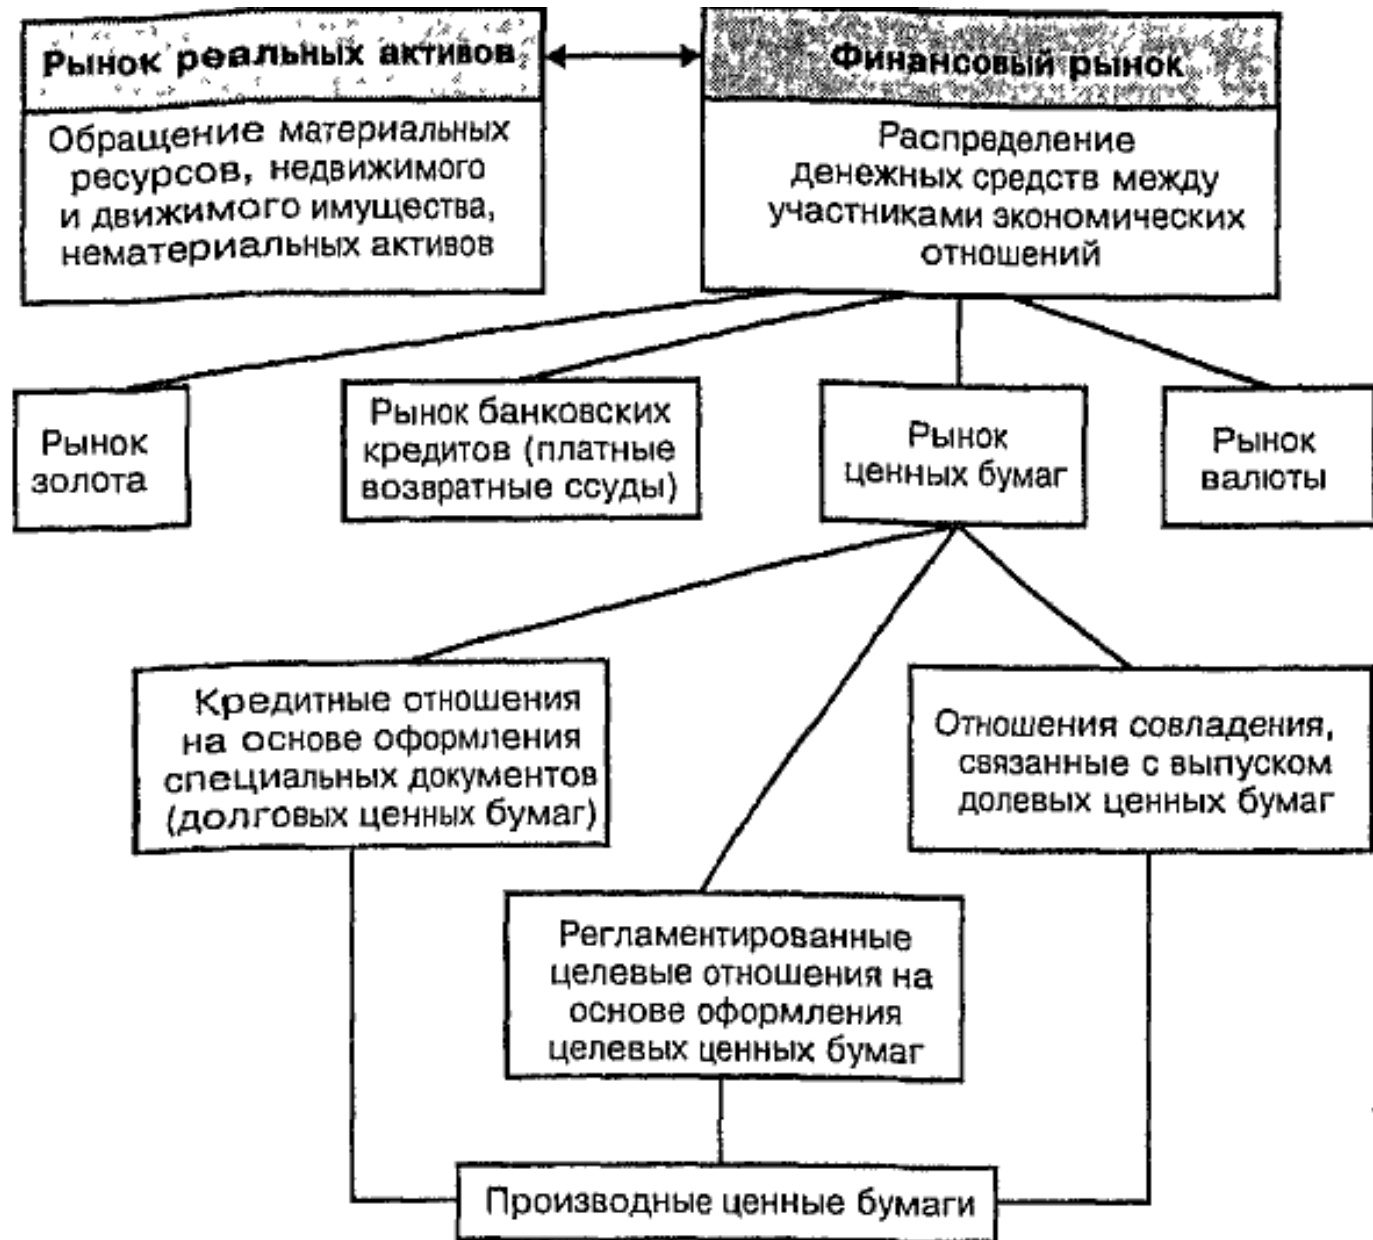 Рынок реальных активов
Финансовый рынок
Обращение материальных
ресурсов, недвижимого
и движимого имущества,
нематериальных активов
Распределение
денежных средств между
участниками экономических
отношений
Рынок
золота
Рынок банковских
кредитов (платные
возвратные ссуды)
Рынок
ценных бумаг
Рынок
валюты
Кредитные отношения
на основе оформления
специальных документов
(долговых ценных бумаг)
Отношения совладения,
связанные с выпуском
долевых ценных бумаг
Регламентированные
целевые отношения на
основе оформления
целевых ценных бумаг
Производные ценные бумаги